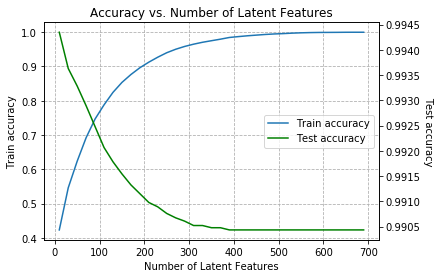 Accuracy vs. Number of Latent Features
1.0
0.9
0.8
0.7
0.6
0.5
0.4
Train accuracy
0.9945
0.9940
0.9935
0.9930
0.9925
0.9920
0.9915
0.9910
0.9905
Test accuracy
Train accuracy
Test accuracy
0 100 200 300 400 500 600 700
Number of Latent Features